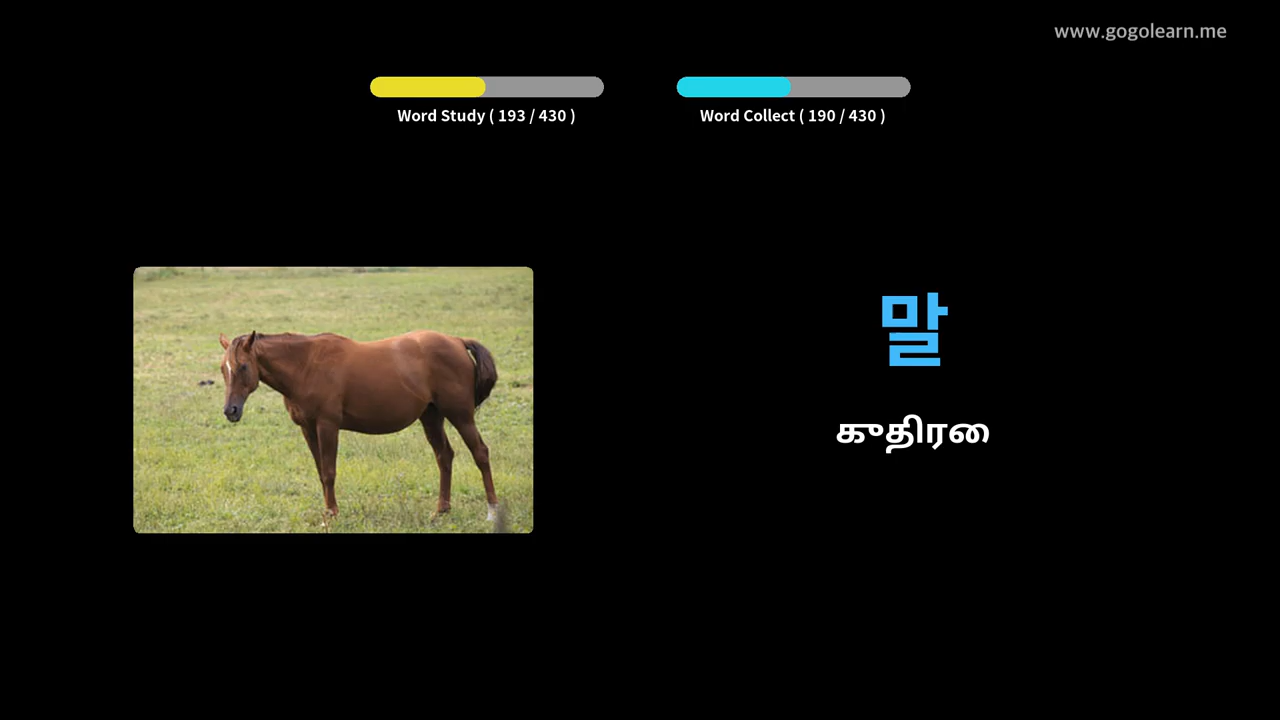 www.gogolearn.me
Word Study ( 193 / 430 )
Word Collect ( 190 / 430 )
말
குதிரை